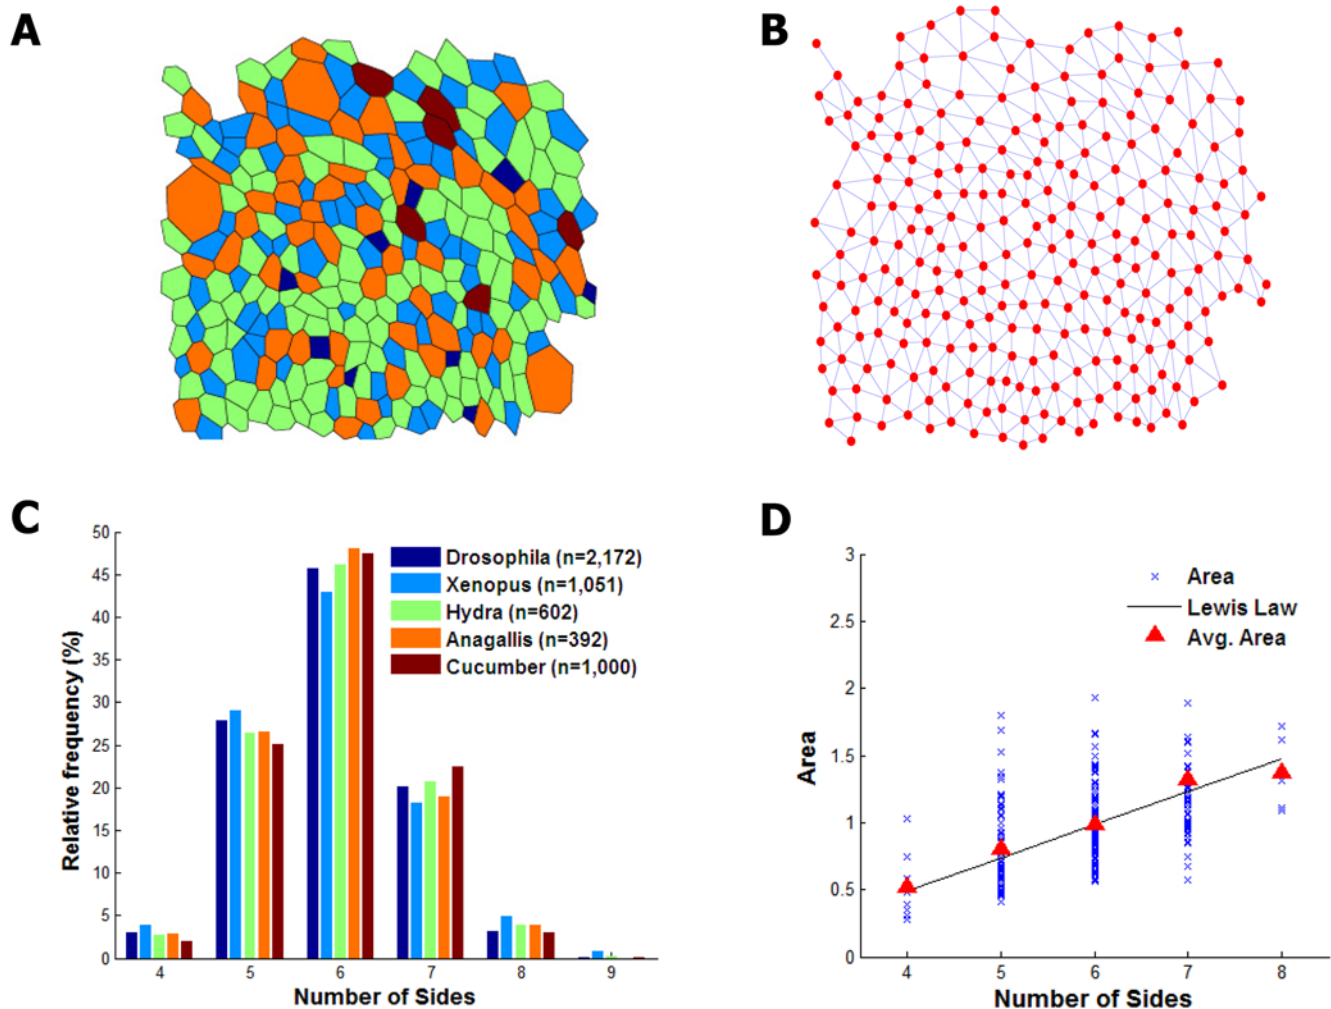 A
B
C
50
45
40
35
30
25
20
15
10
5
0
4 5 6 7 8 9
Relative frequency (%)
Number of Sides
Drosophila (n=2,172)
Xenopus (n=1,051)
Hydra (n=602)
Anagallis (n=392)
Cucumber (n=1,000)
D
3
2.5
2
1.5
1
0.5
0
4 5 6 7 8
Area
Number of Sides
Area
Lewis Law
Avg. Area